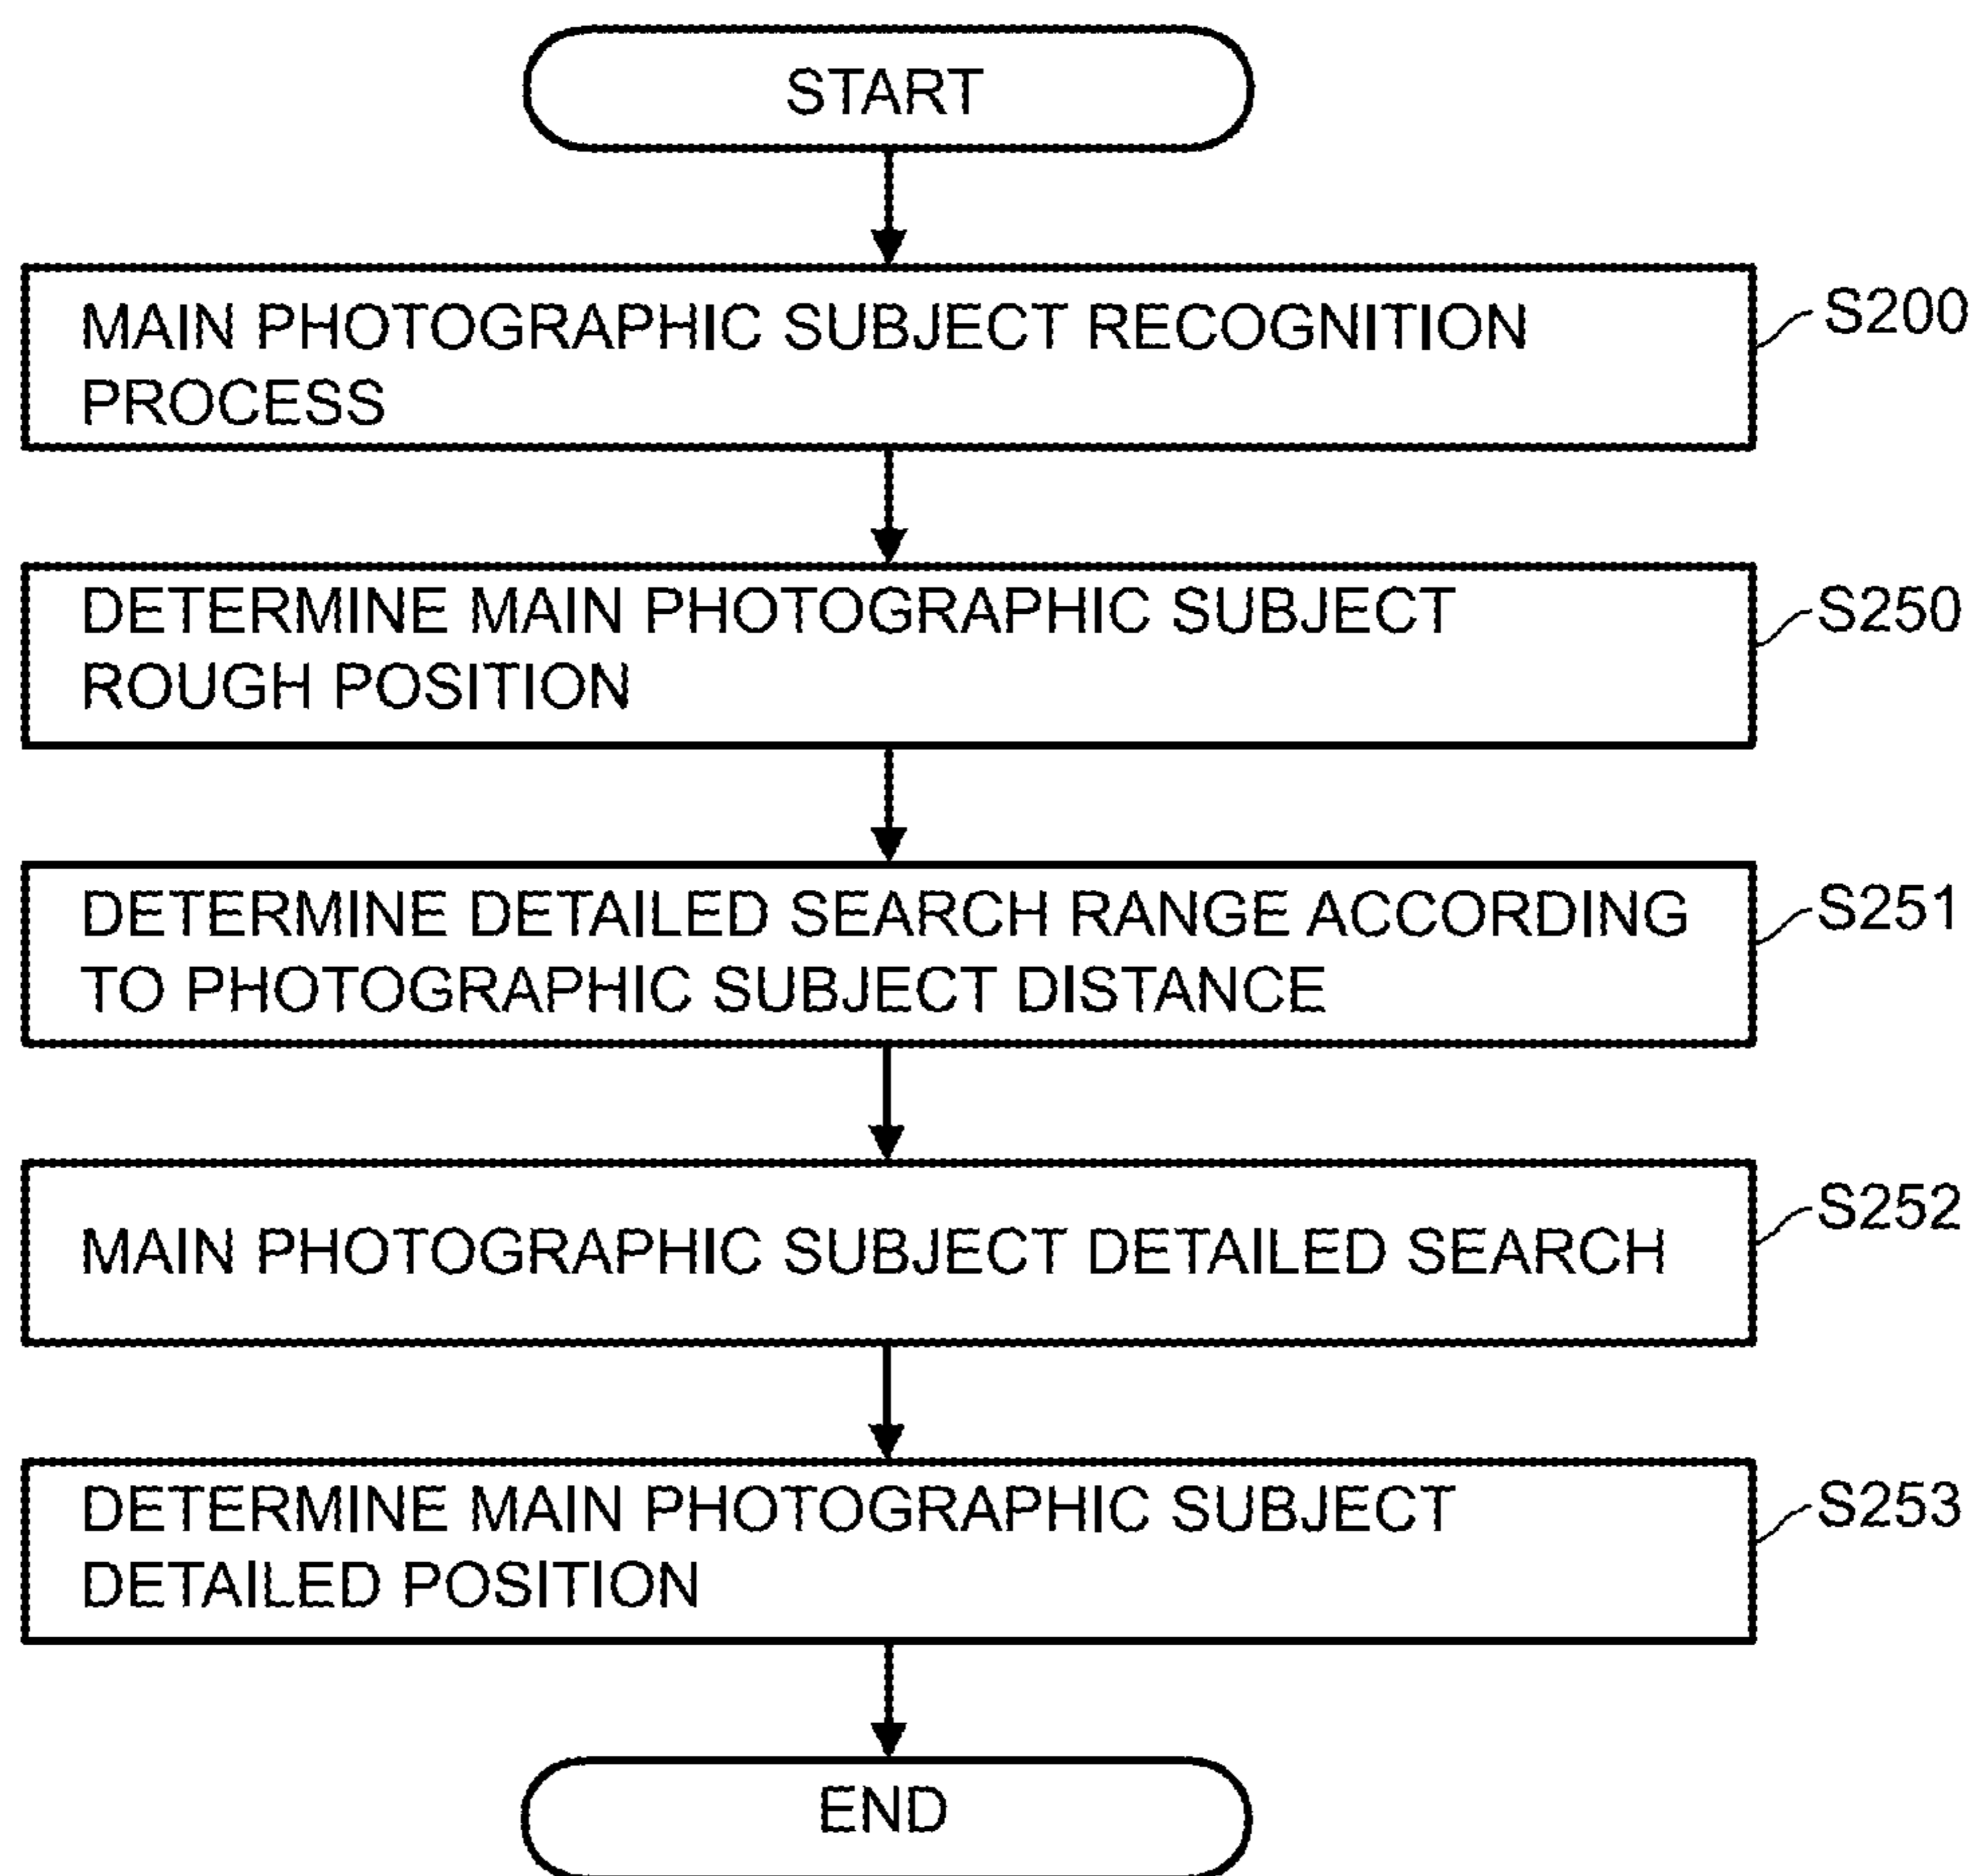 START
MAIN PHOTOGRAPHIC SUBJECT RECOGNITION
PROCESS
S200
DETERMINE MAIN PHOTOGRAPHIC SUBJECT
ROUGH POSITION
S250
DETERMINE DETAILED SEARCH RANGE ACCORDING
TO PHOTOGRAPHIC SUBJECT DISTANCE
S251
MAIN PHOTOGRAPHIC SUBJECT DETAILED SEARCH
S252
DETERMINE MAIN PHOTOGRAPHIC SUBJECT
DETAILED POSITION
S253
END